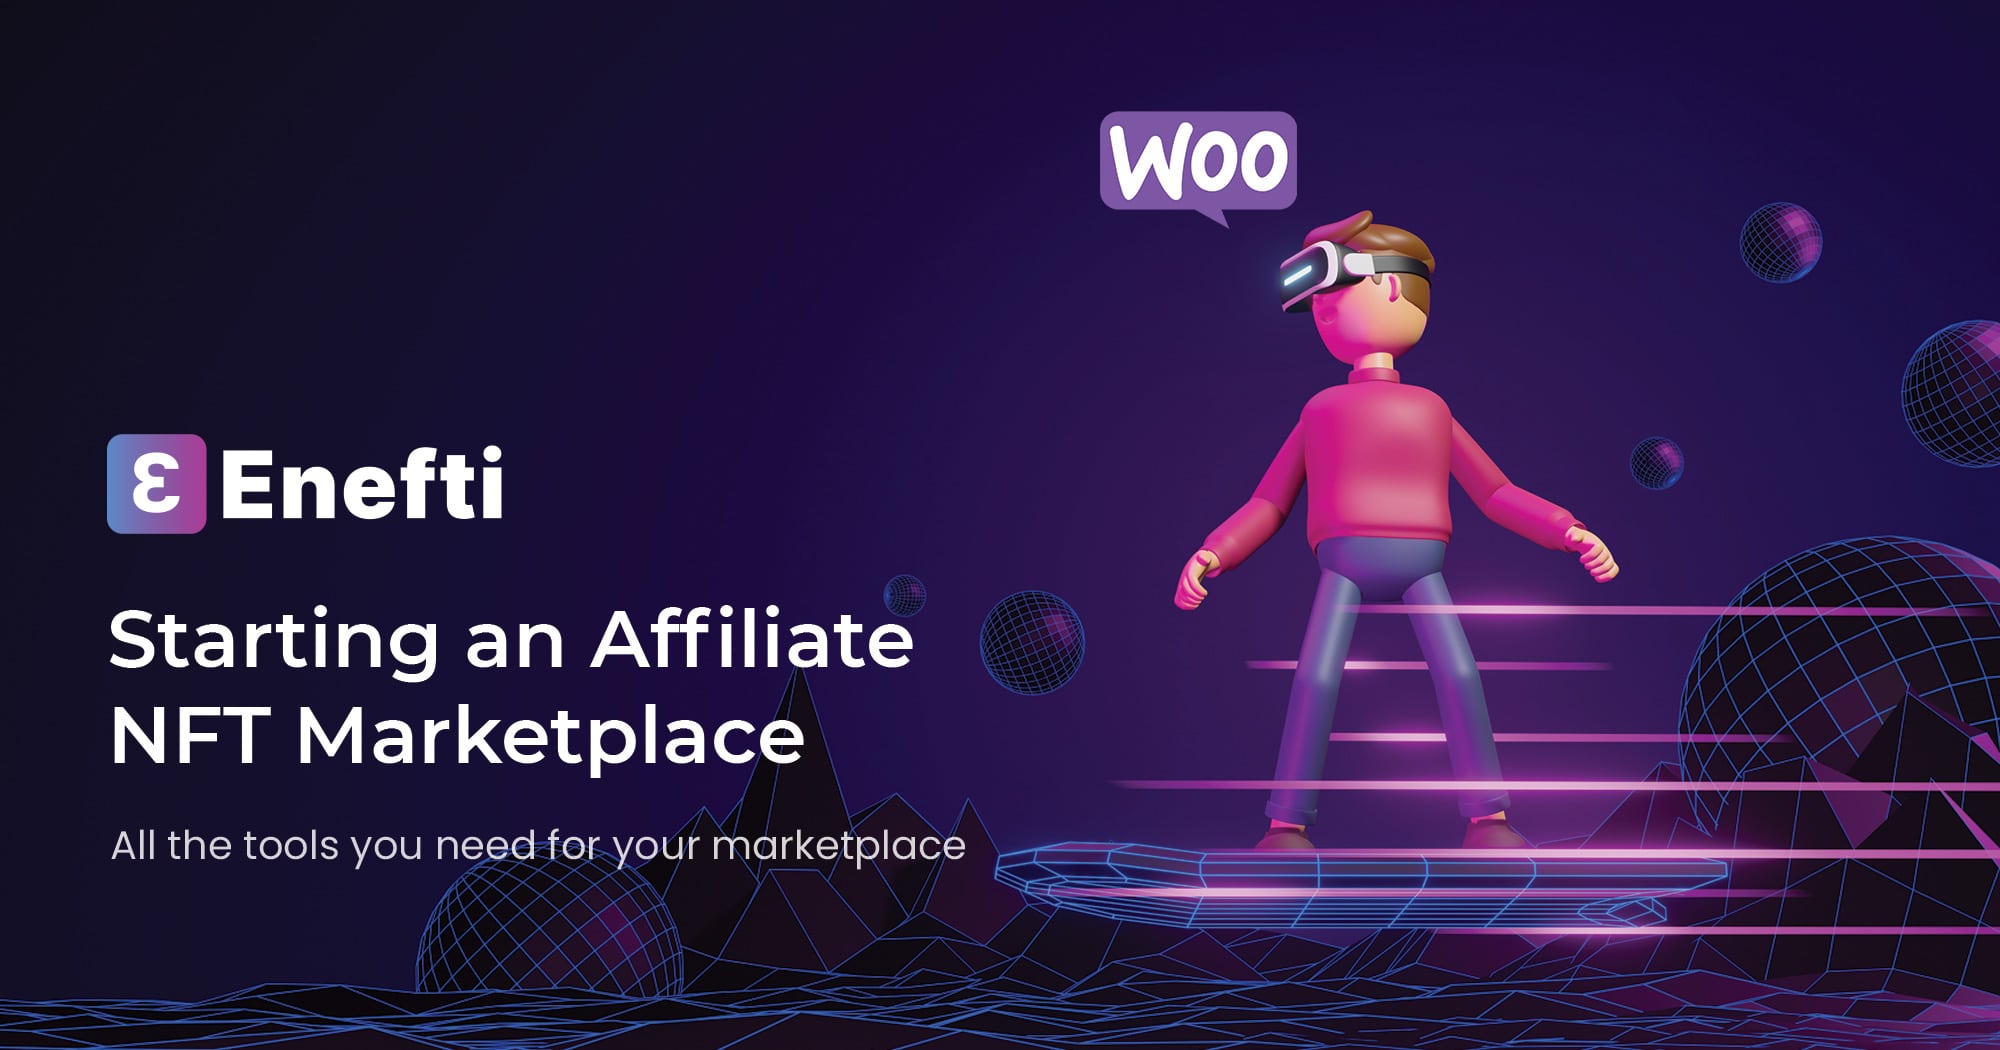 Woo
Ɛ Enefti
Starting an Affiliate
NFT Marketplace
All the tools you need for your marketplace